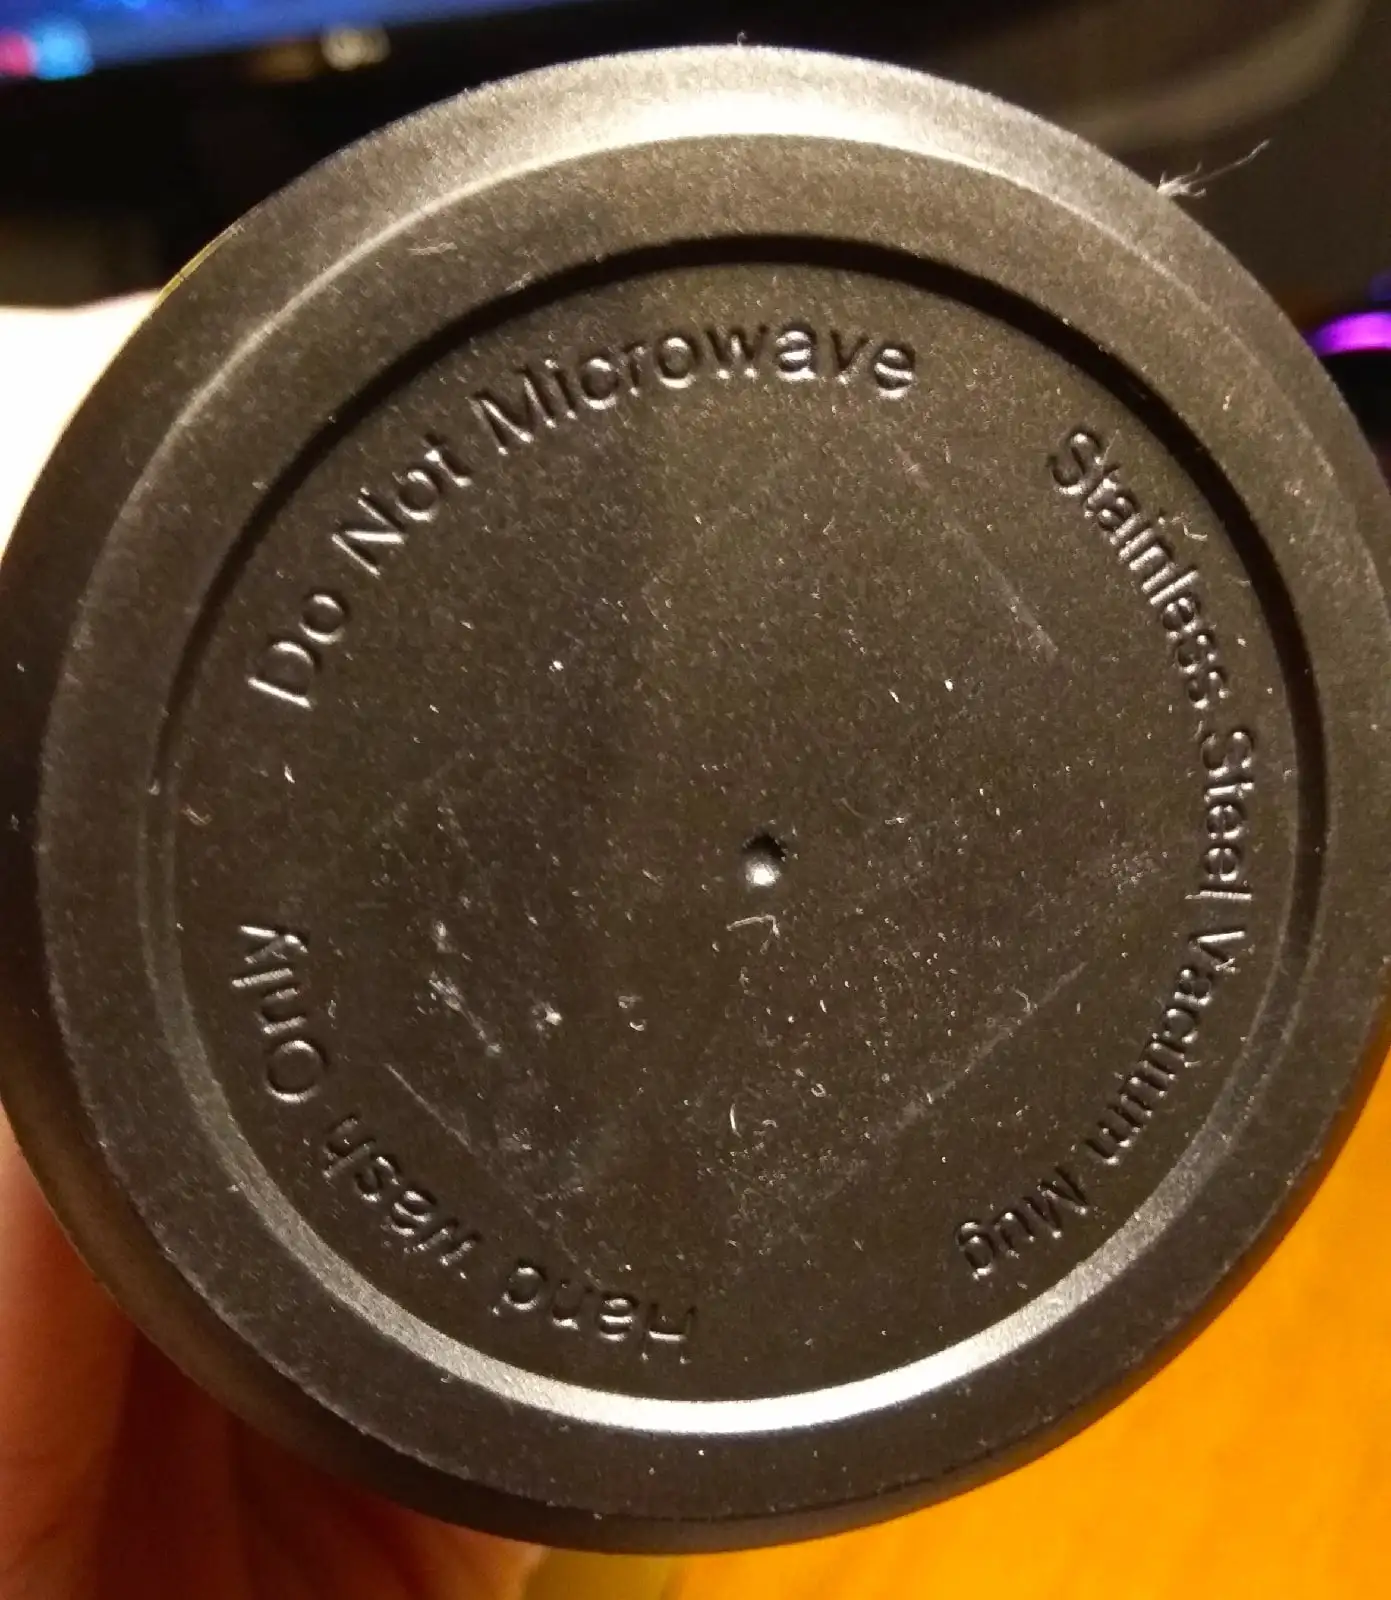 Do Not Microwave
Stainless Steel Vacuum Mug
Hand Wash Only